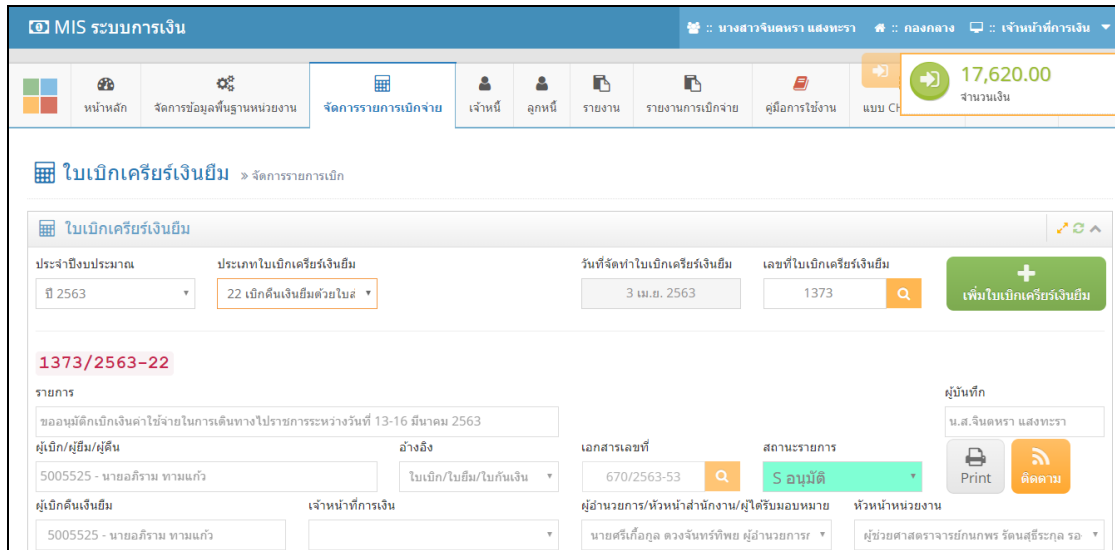 MIS ระบบการเงิน
:: นางสาวจินดหรา แสงทะรา :: กองกลาง :: เจ้าหน้าที่การเงิน
17,620.00
จำนวนเงิน
หน้าหลัก จัดการข้อมูลพื้นฐานหน่วยงาน จัดการรายการเบิกจ่าย เจ้าหนี้ ลูกหนี้ รายงาน รายงานการเบิกจ่าย คู่มือการใช้งาน แบบ CH
ใบเบิกเครียร์เงินยืม » จัดการรายการเบิก
ใบเบิกเครียร์เงินยืม
ประจำปีงบประมาณ ประเภทใบเบิกเครียร์เงินยืม วันที่จัดทำใบเบิกเครียร์เงินยืม เลขที่ใบเบิกเครียร์เงินยืม
ปี 2563 22 เบิกคืนเงินยืมด้วยใบส 3 เม.ย. 2563 1373 เพิ่มใบเบิกเครียร์เงินยืม
1373/2563-22
รายการ ผู้บันทึก
ขออนุมัติกเบิกเงินค่าใช้จ่ายในการเดินทางไปราชการระหว่างวันที่ 13-16 มีนาคม 2563 น.ส.จินดหรา แสงทะรา
ผู้เบิก/ผู้ยืม/ผู้คืน อ้างอิง เอกสารเลขที่ สถานะรายการ
5005525 - นายอภิราม ทามแก้ว ใบเบิก/ใบยืม/ใบกันเงิน 670/2563-53 S อนุมัติ Print ติดตาม
ผู้เบิกคืนเงินยืม เจ้าหน้าที่การเงิน ผู้อำนวยการ/หัวหน้าสำนักงาน/ผู้ได้รับมอบหมาย หัวหน้าหน่วยงาน
5005525 - นายอภิราม ทามแก้ว นายศรีเกื้อกูล ดวงจันทร์ทิพย ผู้อำนวยการก ผู้ช่วยศาสตราจารย์กนกพร รัตนสุธีระกุล รอ